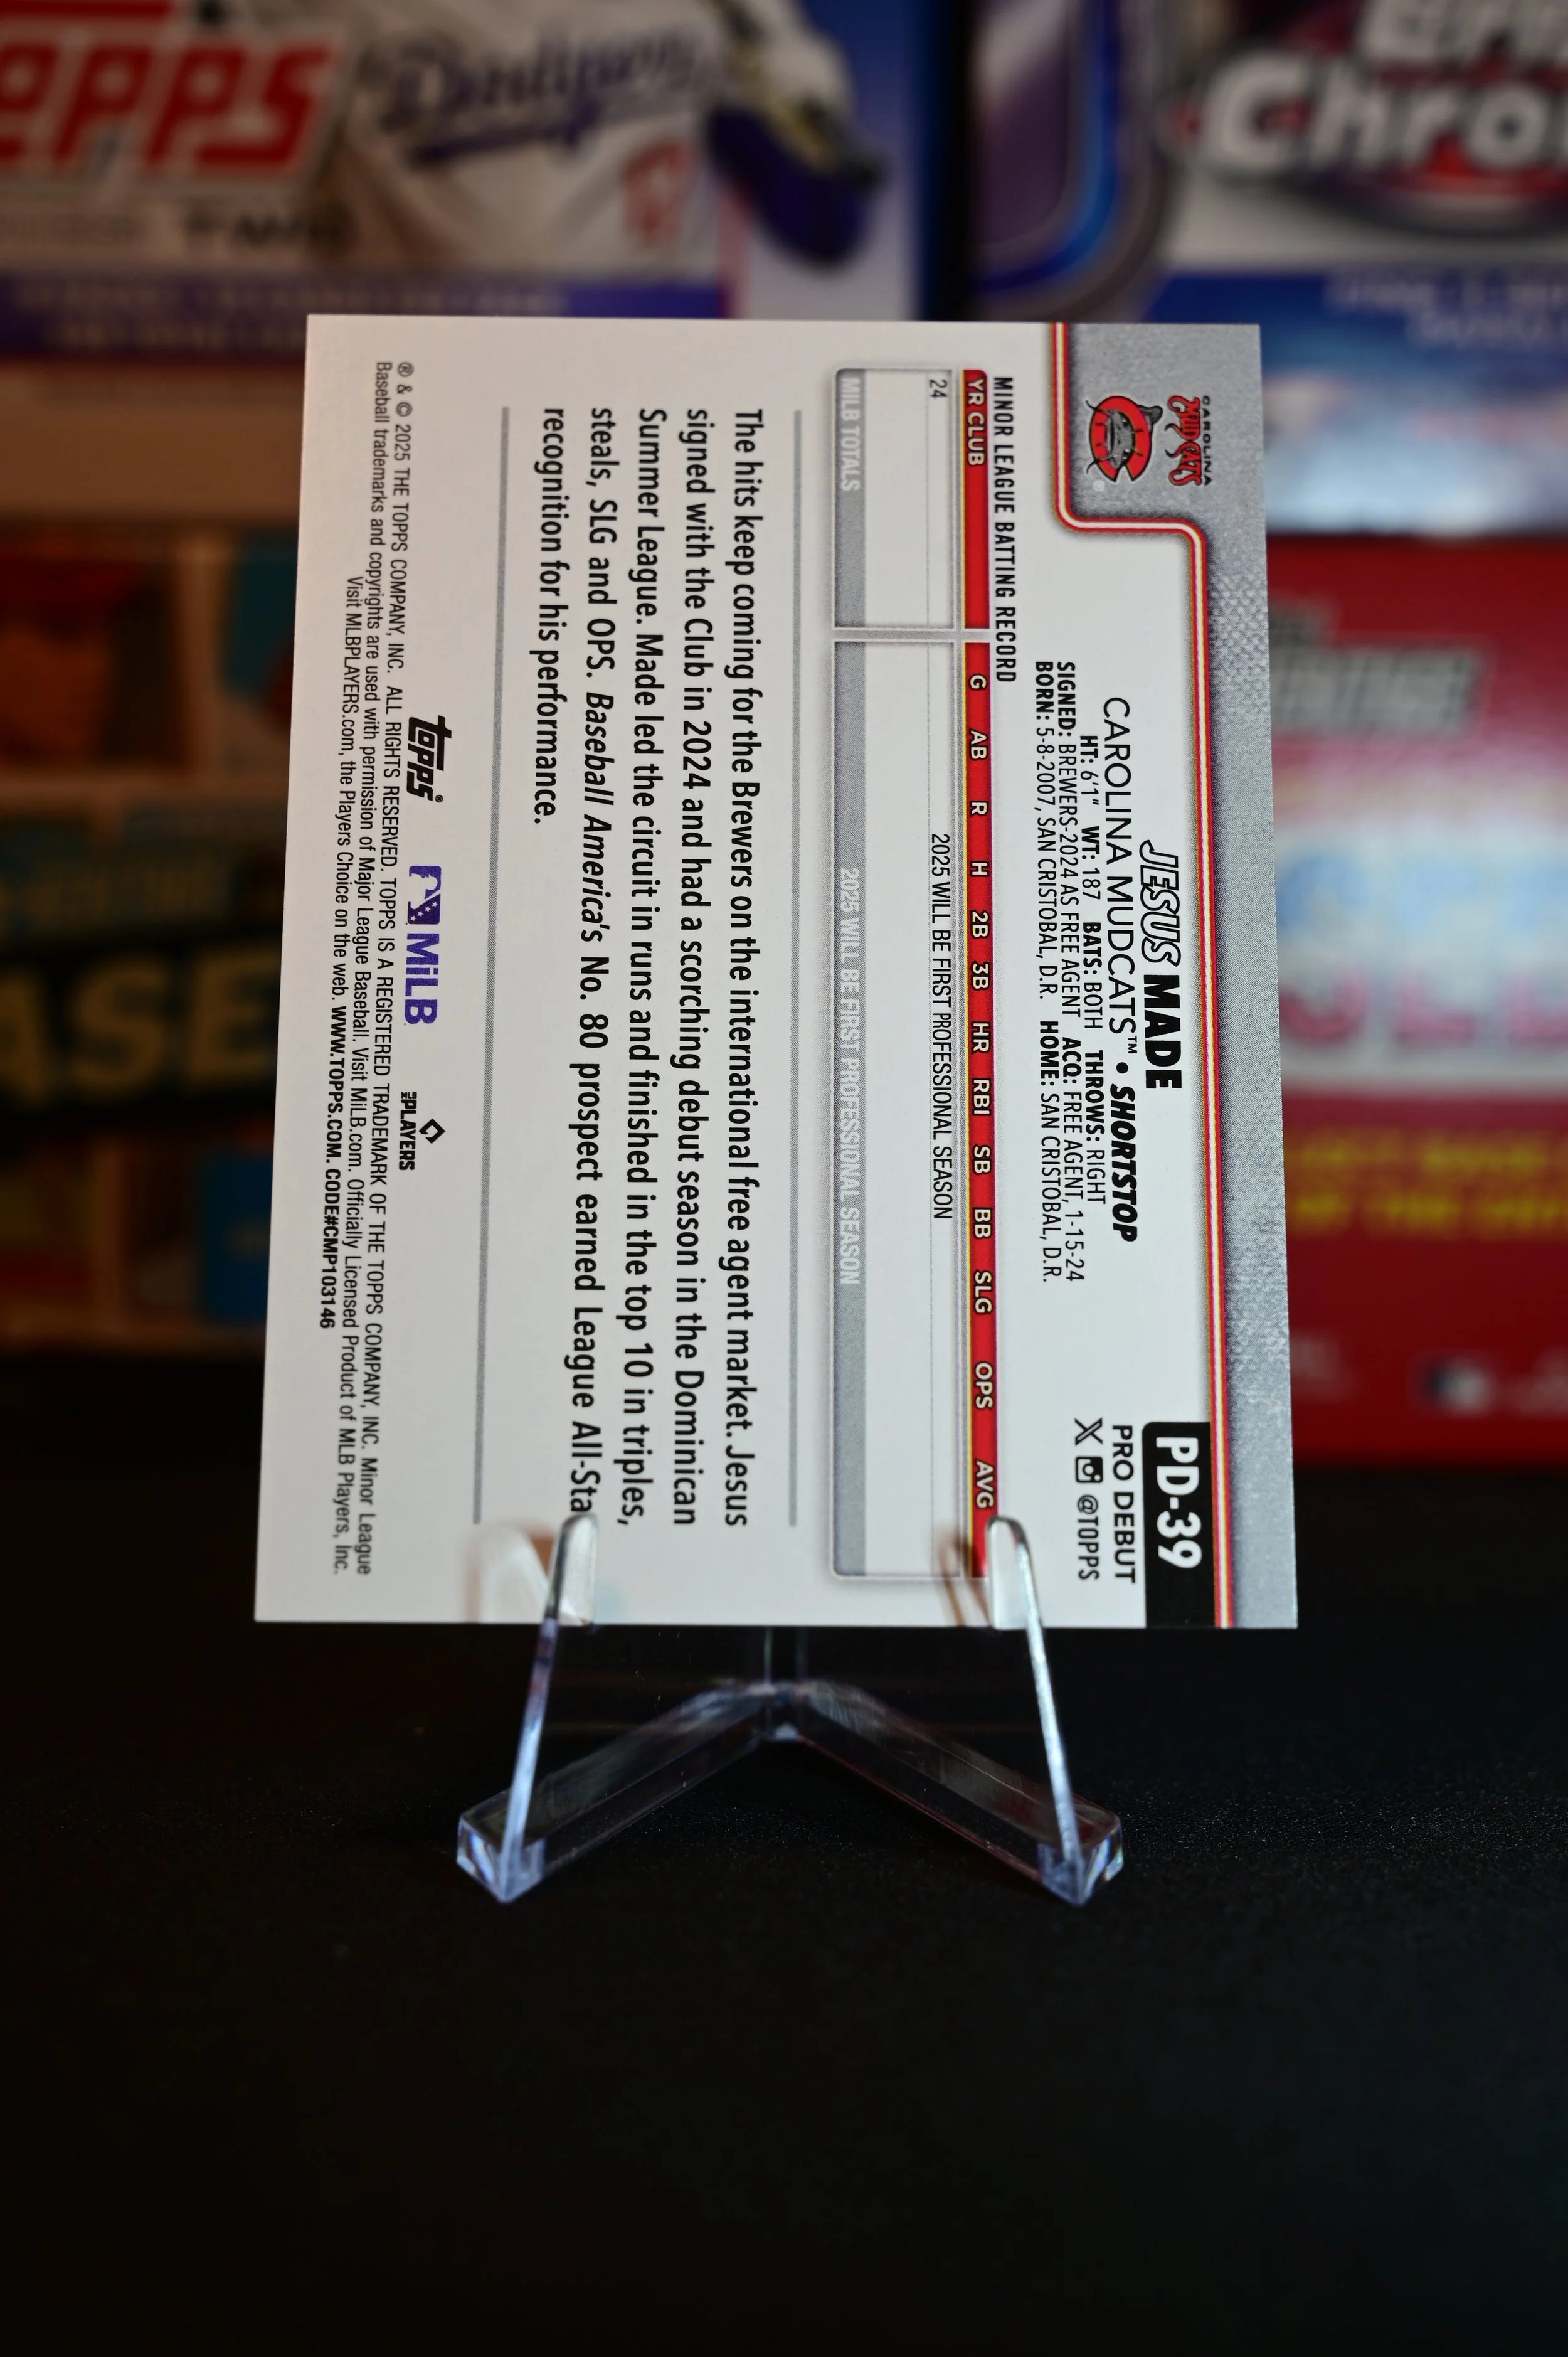 Topps
Dodgers
Chro
CAROLINA
MUDCATS
JESUS MADE
CAROLINA MUDCATS™ • SHORTSTOP
HT: 6'1" WT: 187 BATS: BOTH THROWS: RIGHT
SIGNED: BREWERS-2024 AS FREE AGENT ACQ: FREE AGENT, 1-15-24
BORN: 5-8-2007, SAN CRISTOBAL, D.R. HOME: SAN CRISTOBAL, D.R.
PD-39
PRO DEBUT
X @TOPPS
MINOR LEAGUE BATTING RECORD
YR CLUB G AB R H 2B 3B HR RBI SB BB SLG OPS AVG
24 2025 WILL BE FIRST PROFESSIONAL SEASON
MILB TOTALS 2025 WILL BE FIRST PROFESSIONAL SEASON
The hits keep coming for the Brewers on the international free agent market. Jesus
signed with the Club in 2024 and had a scorching debut season in the Dominican
Summer League. Made led the circuit in runs and finished in the top 10 in triples,
steals, SLG and OPS. Baseball America's No. 80 prospect earned League All-Sta
recognition for his performance.
topps®
MiLB
MLB PLAYERS
® & © 2025 THE TOPPS COMPANY, INC. ALL RIGHTS RESERVED. TOPPS IS A REGISTERED TRADEMARK OF THE TOPPS COMPANY, INC. Minor League
Baseball trademarks and copyrights are used with permission of Major League Baseball. Visit MiLB.com. Officially Licensed Product of MLB Players, Inc.
Visit MLBPLAYERS.com, the Players Choice on the web. WWW.TOPPS.COM. CODE#CMP103146